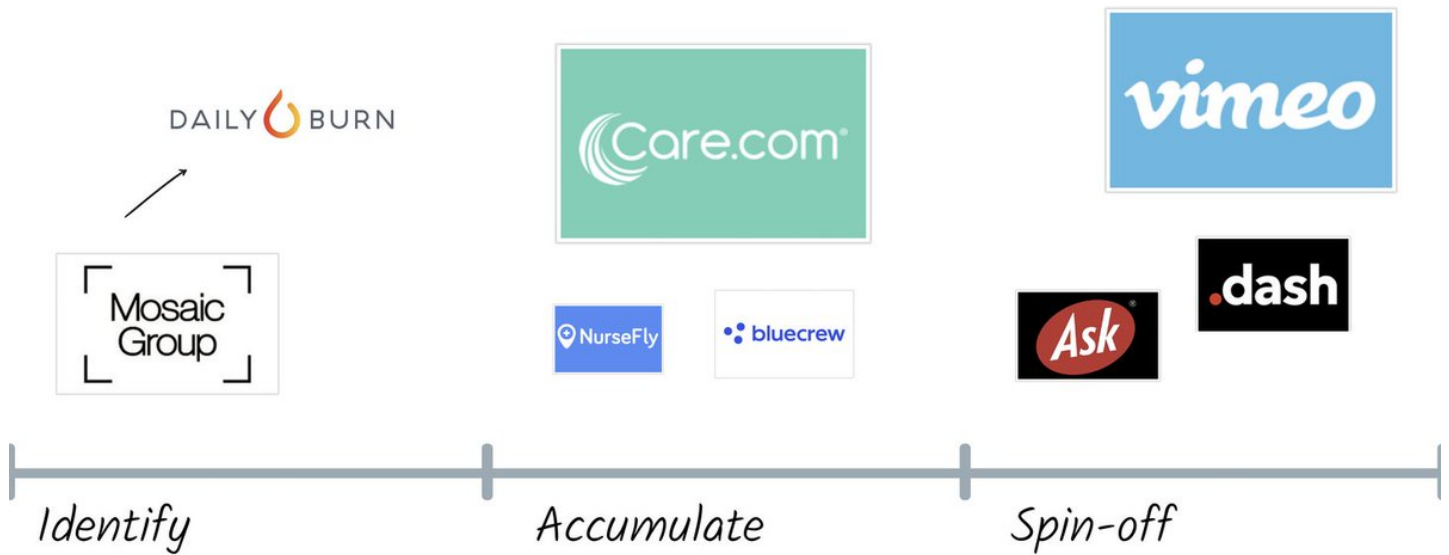 DAILY BURN
Mosaic
Group
Care.com®
NurseFly
bluecrew
vimeo
.dash
Ask®
Identify
Accumulate
Spin-off